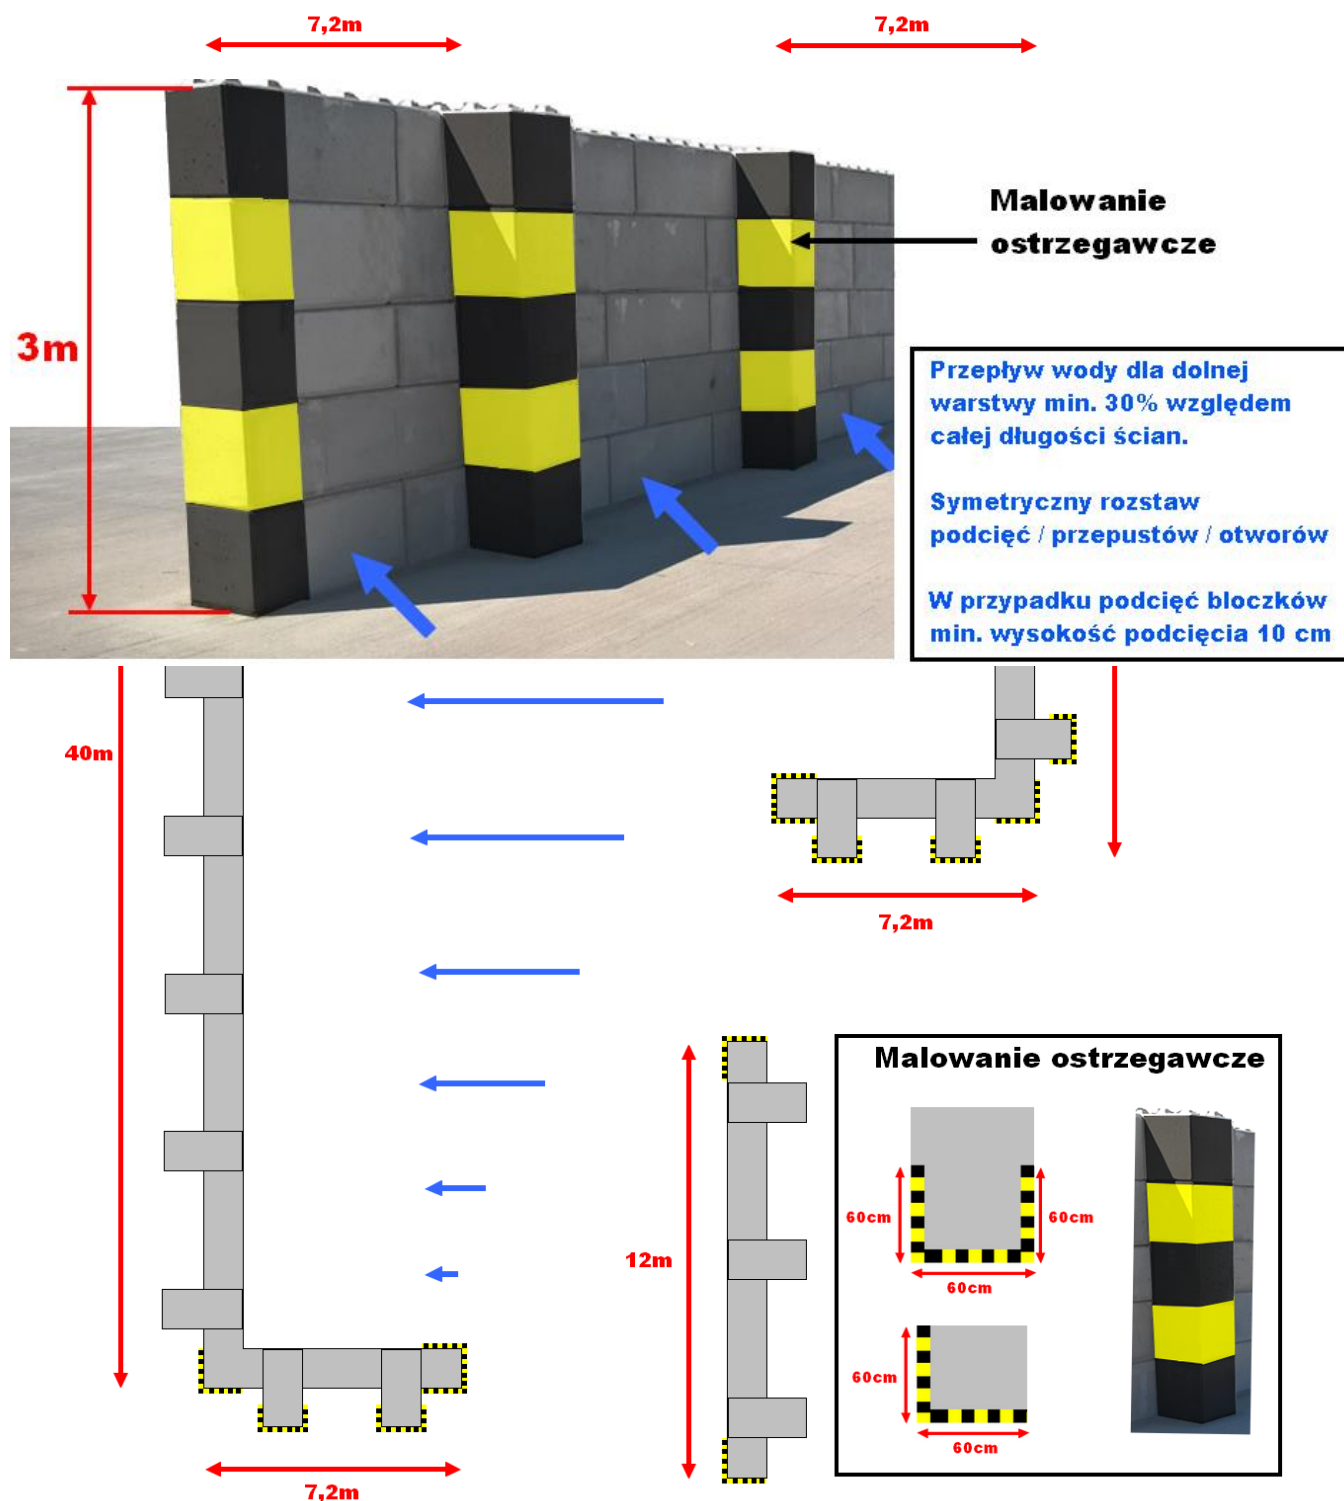 7,2m
7,2m
Malowanie
ostrzegawcze
3m
Przepływ wody dla dolnej
warstwy min. 30% względem
całej długości ścian.
Symetryczny rozstaw
podcięć / przepustów / otworów
W przypadku podcięć bloczków
min. wysokość podcięcia 10 cm
40m
7,2m
12m
Malowanie ostrzegawcze
60cm
60cm
60cm
60cm
60cm
7,2m